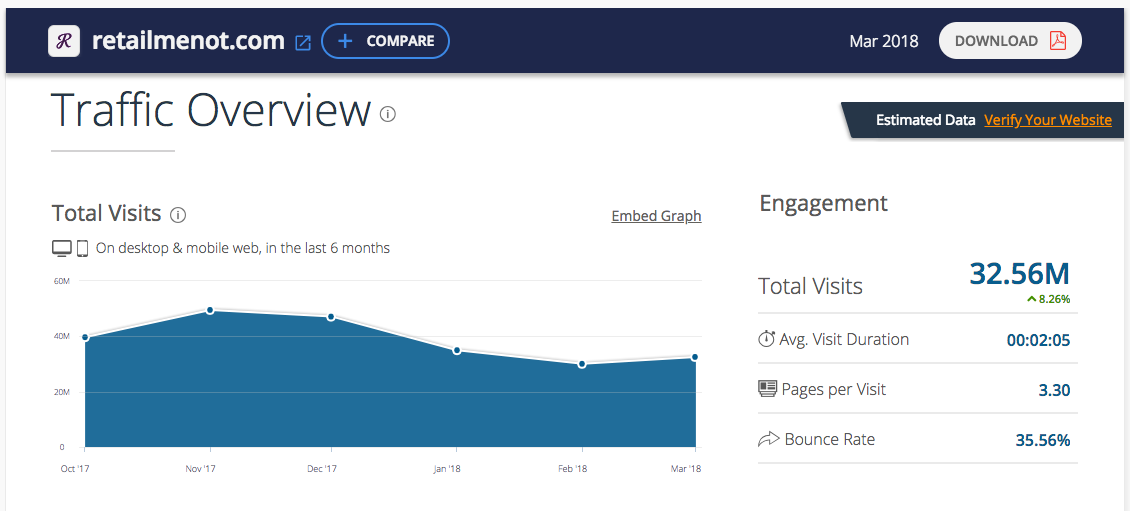 R retailmenot.com + COMPARE Mar 2018 DOWNLOAD
Traffic Overview
Estimated Data Verify Your Website
Total Visits
Embed Graph
On desktop & mobile web, in the last 6 months
60M
40M
20M
0
Oct '17 Nov '17 Dec '17 Jan '18 Feb '18 Mar '18
Engagement
Total Visits 32.56M
8.26%
Avg. Visit Duration 00:02:05
Pages per Visit 3.30
Bounce Rate 35.56%